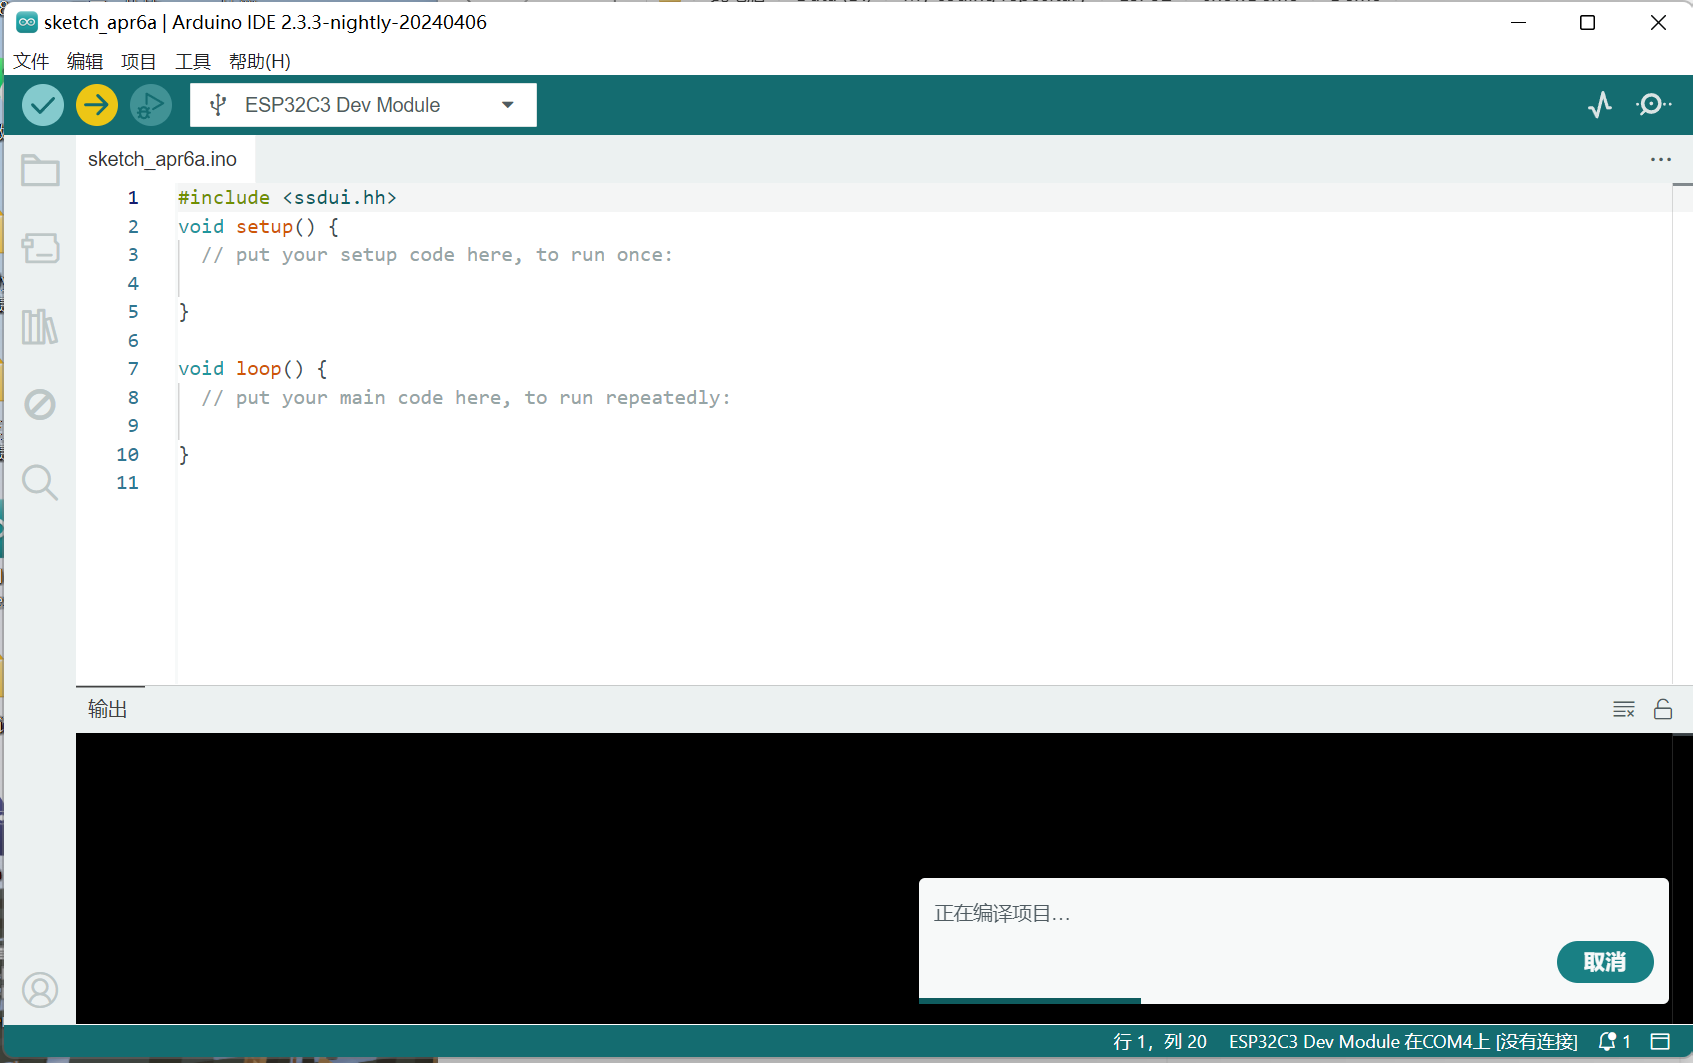 sketch_apr6a | Arduino IDE 2.3.3-nightly-20240406
文件 编辑 项目 工具 帮助(H)
ESP32C3 Dev Module
sketch_apr6a.ino
1 #include <ssdui.hh>
2 void setup() {
3 // put your setup code here, to run once:
4
5 }
6
7 void loop() {
8 // put your main code here, to run repeatedly:
9
10 }
11
输出
正在编译项目...
取消
行 1，列 20 ESP32C3 Dev Module 在COM4上 [没有连接] 1